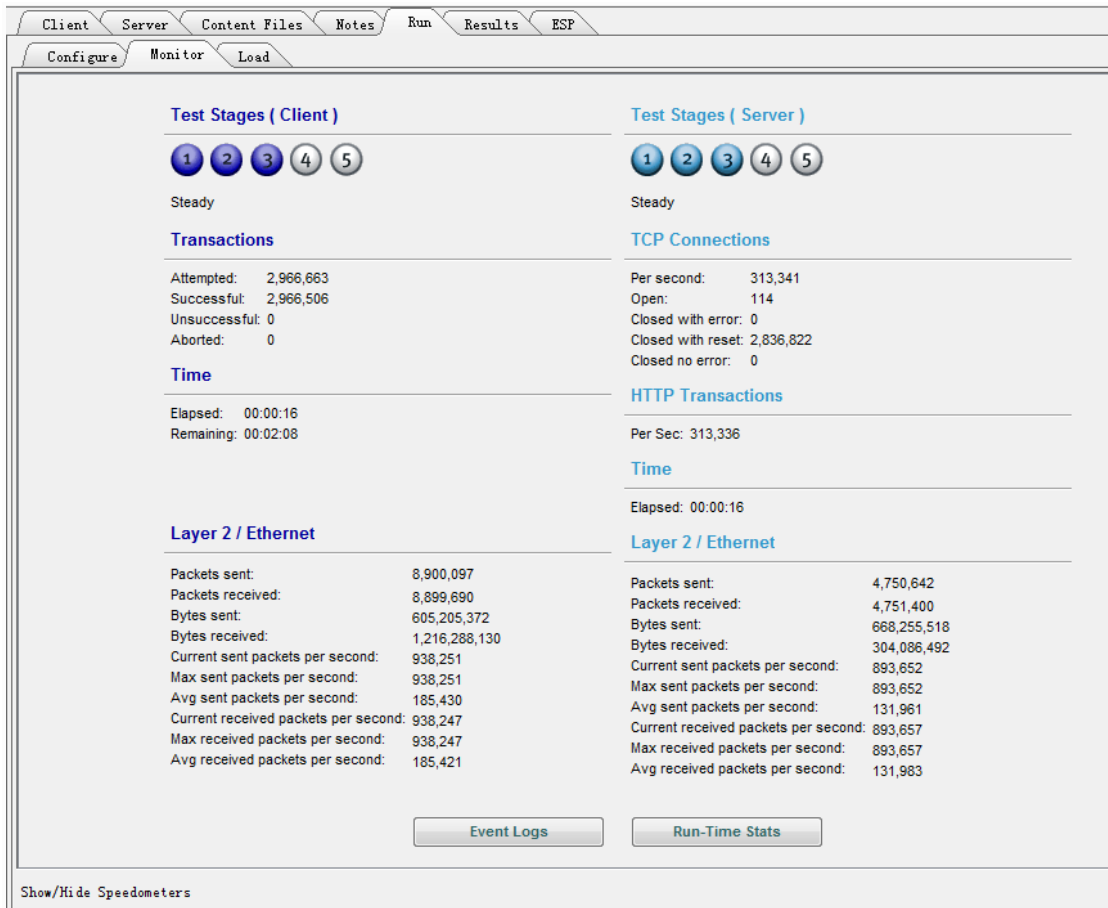 Client Server Content Files Notes Run Results ESP
Configure Monitor Load
Test Stages ( Client )
1 2 3 4 5
Steady
Transactions
Attempted: 2,966,663
Successful: 2,966,506
Unsuccessful: 0
Aborted: 0
Time
Elapsed: 00:00:16
Remaining: 00:02:08
Layer 2 / Ethernet
Packets sent: 8,900,097
Packets received: 8,899,690
Bytes sent: 605,205,372
Bytes received: 1,216,288,130
Current sent packets per second: 938,251
Max sent packets per second: 938,251
Avg sent packets per second: 185,430
Current received packets per second: 938,247
Max received packets per second: 938,247
Avg received packets per second: 185,421
Test Stages ( Server )
1 2 3 4 5
Steady
TCP Connections
Per second: 313,341
Open: 114
Closed with error: 0
Closed with reset: 2,836,822
Closed no error: 0
HTTP Transactions
Per Sec: 313,336
Time
Elapsed: 00:00:16
Layer 2 / Ethernet
Packets sent: 4,750,642
Packets received: 4,751,400
Bytes sent: 668,255,518
Bytes received: 304,086,492
Current sent packets per second: 893,652
Max sent packets per second: 893,652
Avg sent packets per second: 131,961
Current received packets per second: 893,657
Max received packets per second: 893,657
Avg received packets per second: 131,983
Event Logs Run-Time Stats
Show/Hide Speedometers